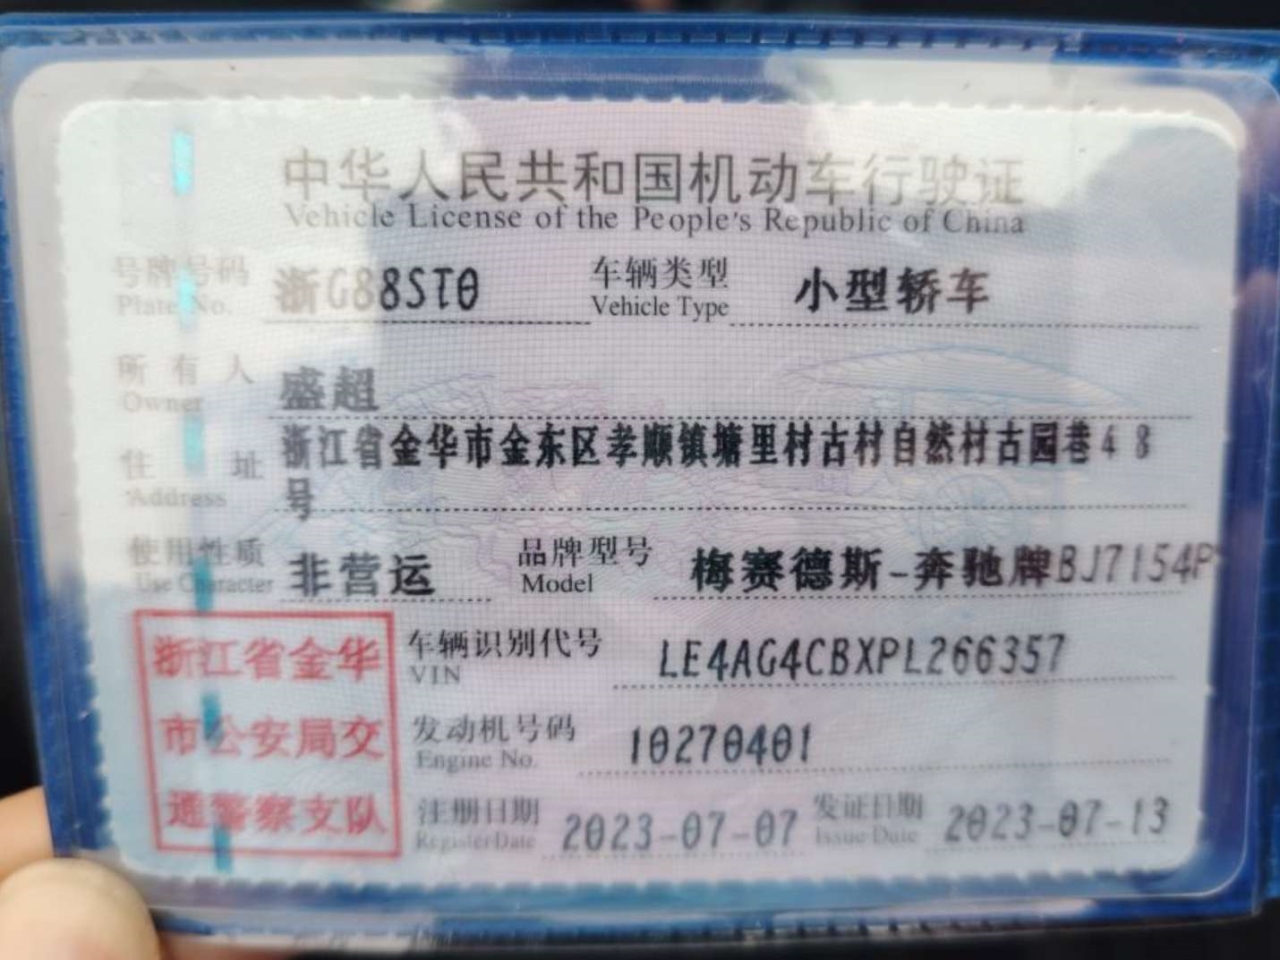 中华人民共和国机动车行驶证
Vehicle License of the People's Republic of China
号牌号码 浙G88ST0 车辆类型 小型轿车
Plate No. Vehicle Type
所有人 盛超
Owner
住址 浙江省金华市金东区孝顺镇塘里村古村自然村古园巷48
Address 号
使用性质 非营运 品牌型号 梅赛德斯-奔驰牌BJ7154P
Use Character Model
浙江省金华 车辆识别代号 LE4AG4CBXPL266357
VIN
市公安局交 发动机号码 10270401
Engine No.
通警察支队 注册日期 2023-07-07 发证日期 2023-07-13
Register Date Issue Date